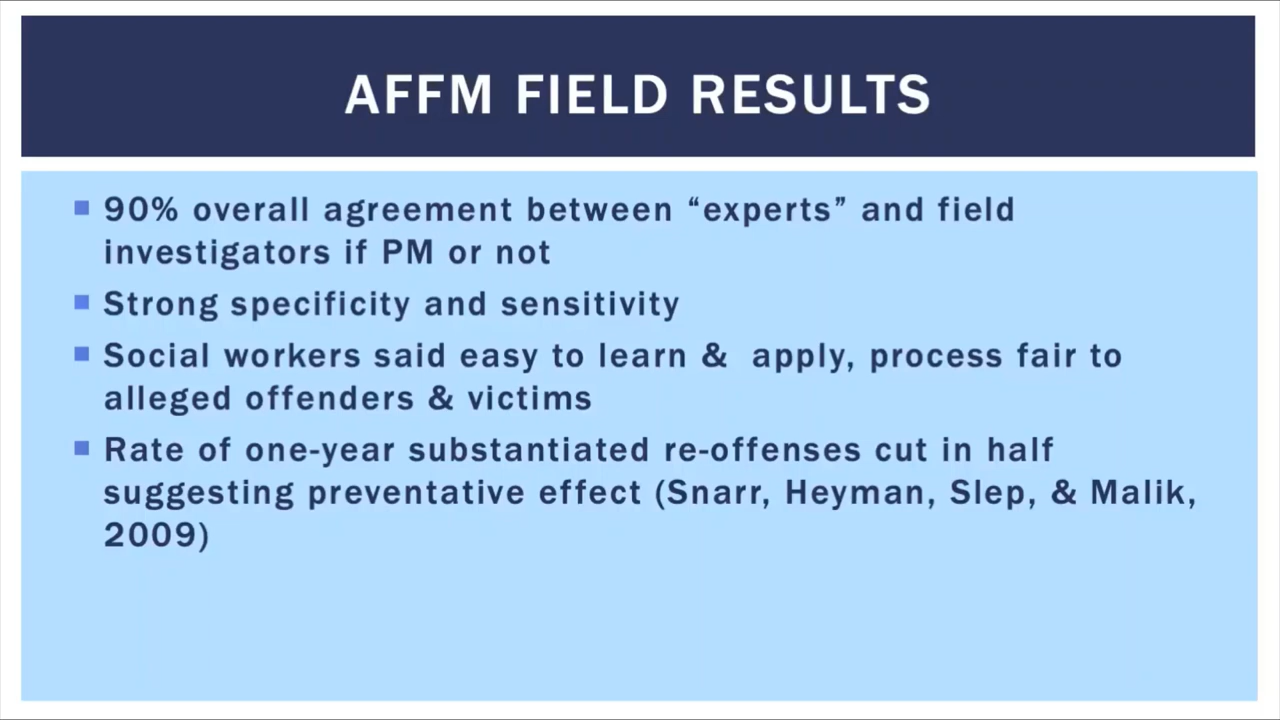 AFFM FIELD RESULTS
90% overall agreement between “experts” and field
investigators if PM or not
Strong specificity and sensitivity
Social workers said easy to learn &  apply, process fair to
alleged offenders & victims
Rate of one-year substantiated re-offenses cut in half
suggesting preventative effect (Snarr, Heyman, Slep, & Malik,
2009)